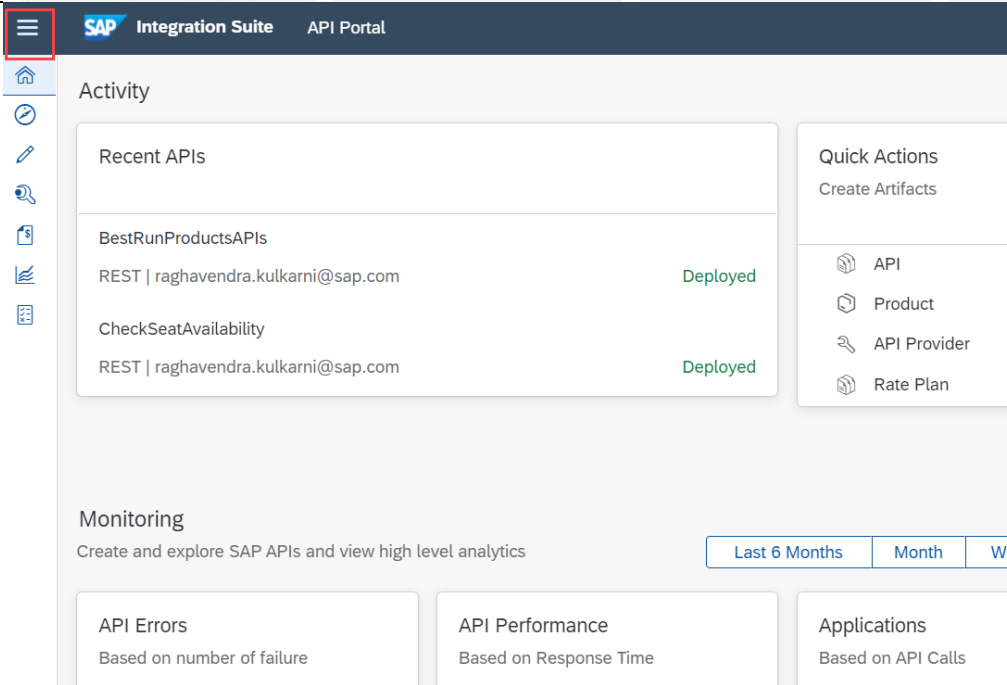 SAP Integration Suite API Portal
Activity
Recent APIs
BestRunProductsAPIs
REST | raghavendra.kulkarni@sap.com Deployed
CheckSeatAvailability
REST | raghavendra.kulkarni@sap.com Deployed
Quick Actions
Create Artifacts
API
Product
API Provider
Rate Plan
Monitoring
Create and explore SAP APIs and view high level analytics
Last 6 Months Month W
API Errors
Based on number of failure
API Performance
Based on Response Time
Applications
Based on API Calls